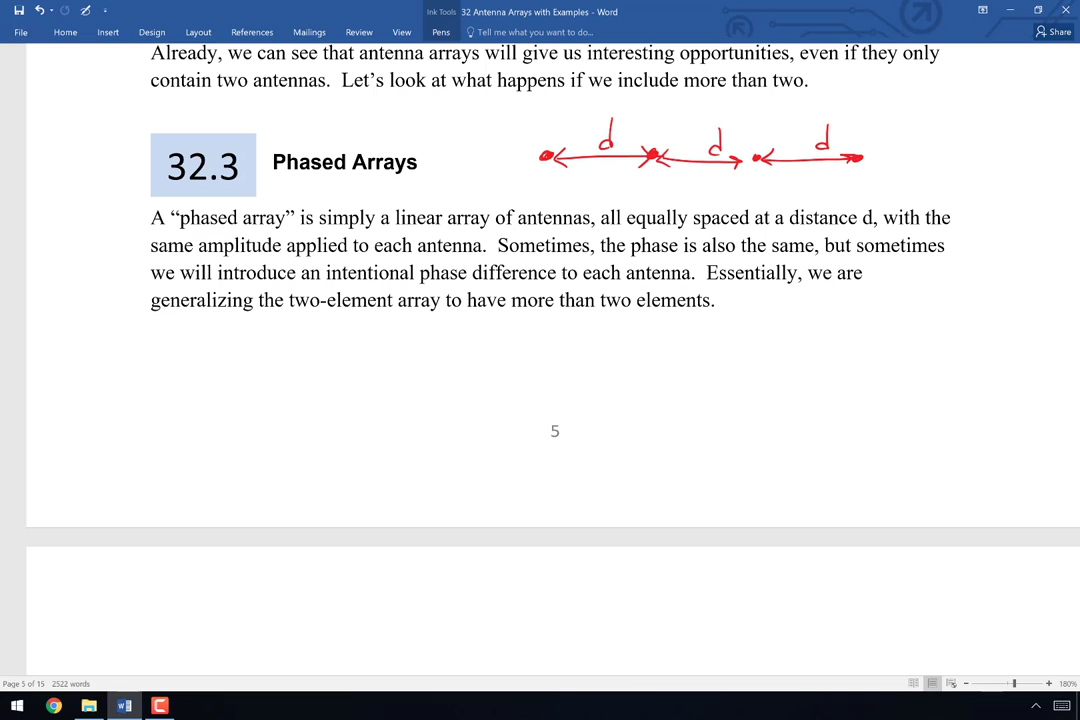 Ink Tools 32 Antenna Arrays with Examples - Word
File Home Insert Design Layout References Mailings Review View Pens Tell me what you want to do... Share
Already, we can see that antenna arrays will give us interesting opportunities, even if they only
contain two antennas. Let’s look at what happens if we include more than two.
d d d
32.3 Phased Arrays
A “phased array” is simply a linear array of antennas, all equally spaced at a distance d, with the
same amplitude applied to each antenna. Sometimes, the phase is also the same, but sometimes
we will introduce an intentional phase difference to each antenna. Essentially, we are
generalizing the two-element array to have more than two elements.
5
Page 5 of 15 2522 words 180%